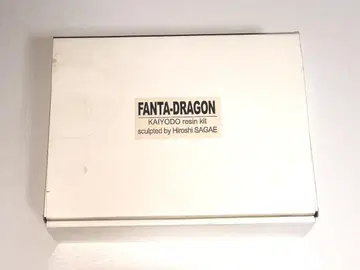 FANTA-DRAGON
KAIYODO resin kit
sculpted by Hiroshi SAGAE